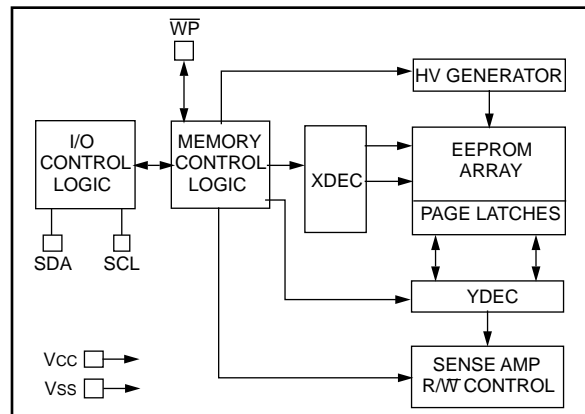 W̅P̅
HV GENERATOR
I/O
CONTROL
LOGIC
MEMORY
CONTROL
LOGIC
XDEC
EEPROM
ARRAY
PAGE LATCHES
SDA
SCL
YDEC
Vcc
Vss
SENSE AMP
R/W̅ CONTROL